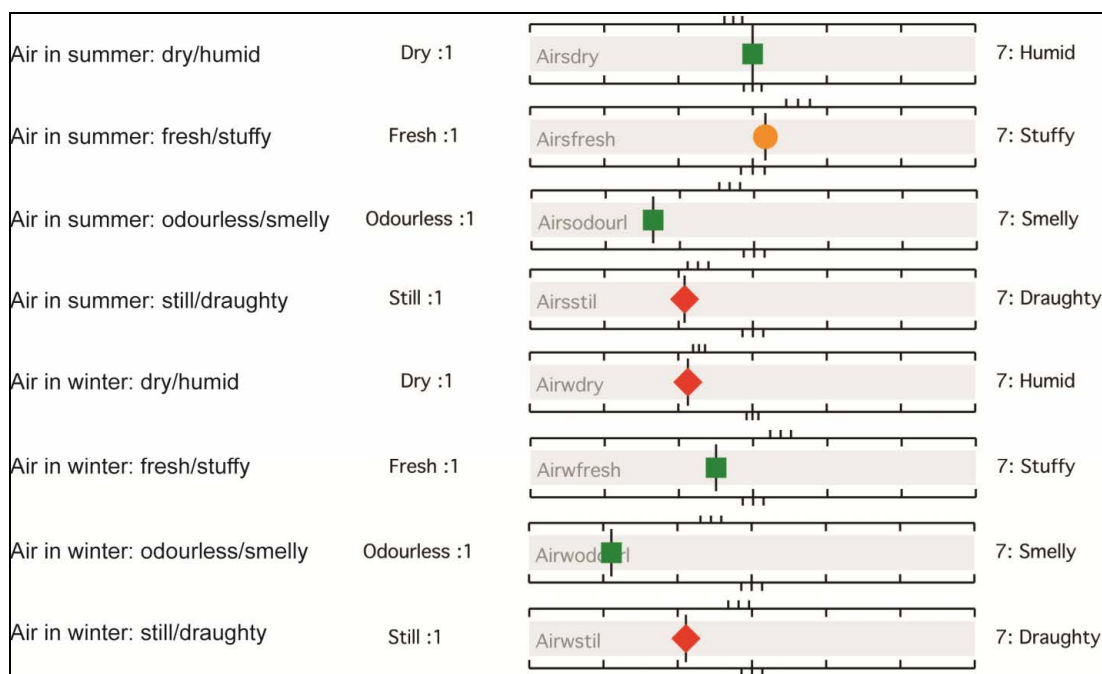 Air in summer: dry/humid Dry :1 Airsdry 7: Humid
Air in summer: fresh/stuffy Fresh :1 Airsfresh 7: Stuffy
Air in summer: odourless/smelly Odourless :1 Airsodourl 7: Smelly
Air in summer: still/draughty Still :1 Airsstil 7: Draughty
Air in winter: dry/humid Dry :1 Airwdry 7: Humid
Air in winter: fresh/stuffy Fresh :1 Airwfresh 7: Stuffy
Air in winter: odourless/smelly Odourless :1 Airwodourl 7: Smelly
Air in winter: still/draughty Still :1 Airwstil 7: Draughty